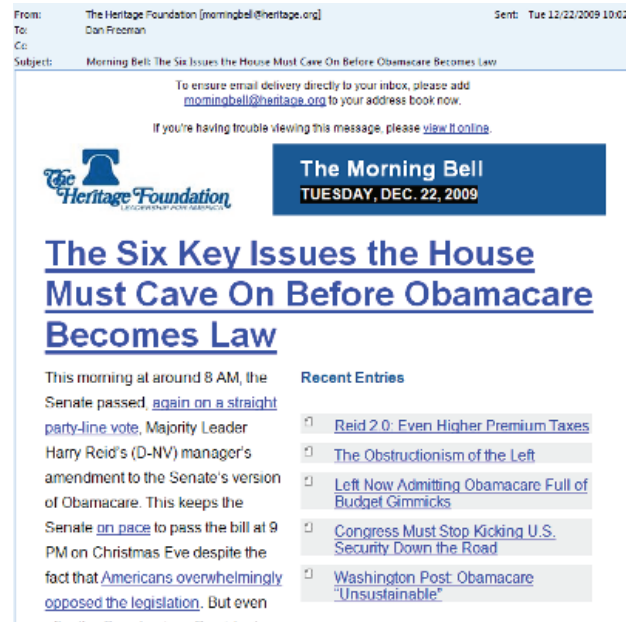 From: The Heritage Foundation [morningbell@heritage.org] Sent: Tue 12/22/2009 10:02
To: Dan Freeman
Cc
Subject: Morning Bell: The Six Issues the House Must Cave On Before Obamacare Becomes Law
To ensure email delivery directly to your inbox, please add
morningbell@heritage.org to your address book now.
If you're having trouble viewing this message, please view it online.
The
Heritage Foundation
LEADERSHIP FOR AMERICA
The Morning Bell
TUESDAY, DEC. 22, 2009
The Six Key Issues the House
Must Cave On Before Obamacare
Becomes Law
This morning at around 8 AM, the
Senate passed, again on a straight
party-line vote, Majority Leader
Harry Reid's (D-NV) manager's
amendment to the Senate's version
of Obamacare. This keeps the
Senate on pace to pass the bill at 9
PM on Christmas Eve despite the
fact that Americans overwhelmingly
opposed the legislation. But even
Recent Entries
Reid 2.0: Even Higher Premium Taxes
The Obstructionism of the Left
Left Now Admitting Obamacare Full of
Budget Gimmicks
Congress Must Stop Kicking U.S.
Security Down the Road
Washington Post: Obamacare
"Unsustainable"